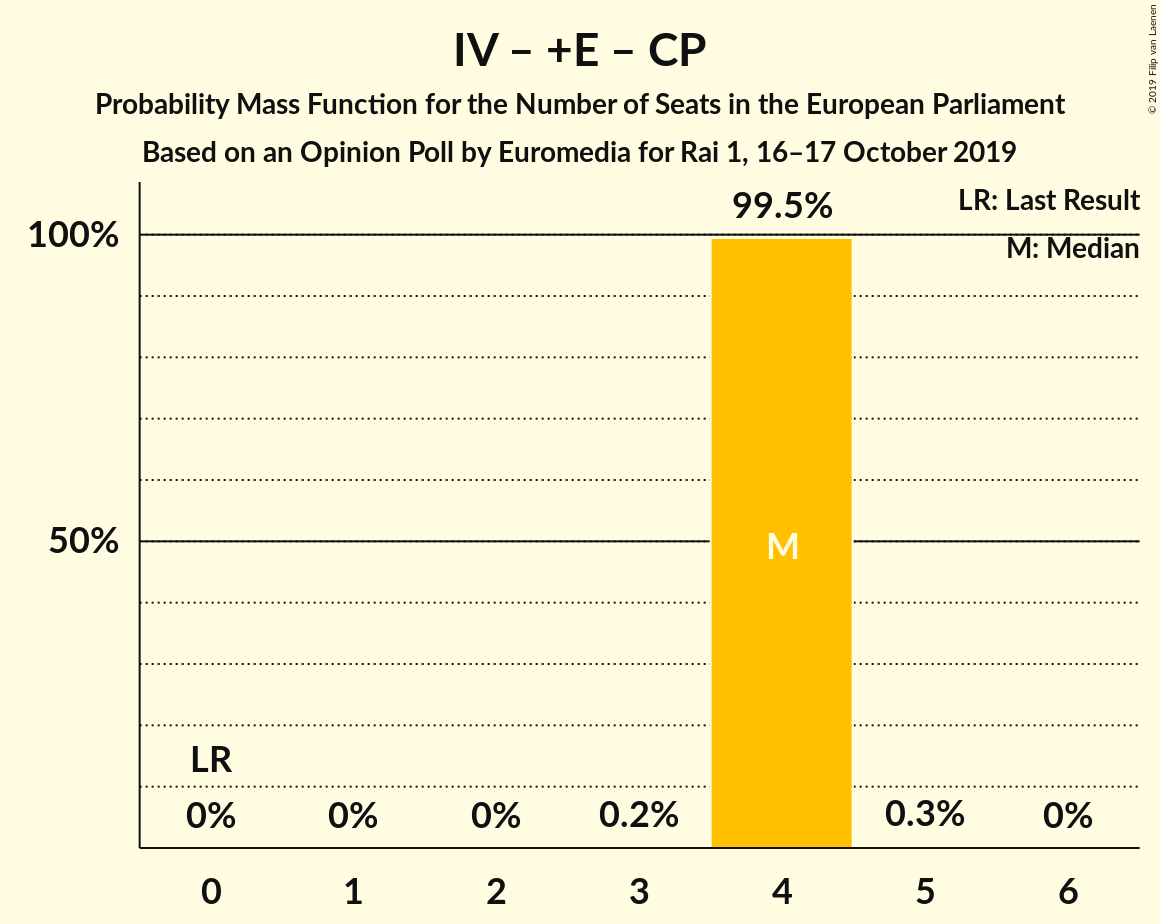 IV – +E – CP
Probability Mass Function for the Number of Seats in the European Parliament
Based on an Opinion Poll by Euromedia for Rai 1, 16–17 October 2019
© 2019 Filip van Laenen
LR: Last Result
M: Median
99.5%
100%
50%
M
LR
0% 0% 0% 0.2% 0.3% 0%
0 1 2 3 4 5 6